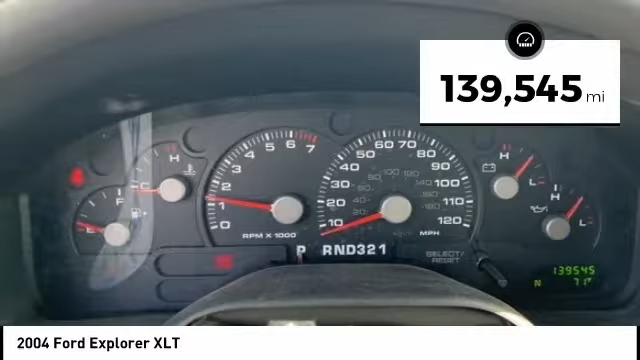 139,545 mi
H
C
F
E
0
1
2
3
4
5
6
7
RPM X 1000
10
20
30
40
50
60
70
80
90
100
110
120
MPH
H
L
H
L
P RND321
SELECT/
RESET
139545
N 71°
2004 Ford Explorer XLT